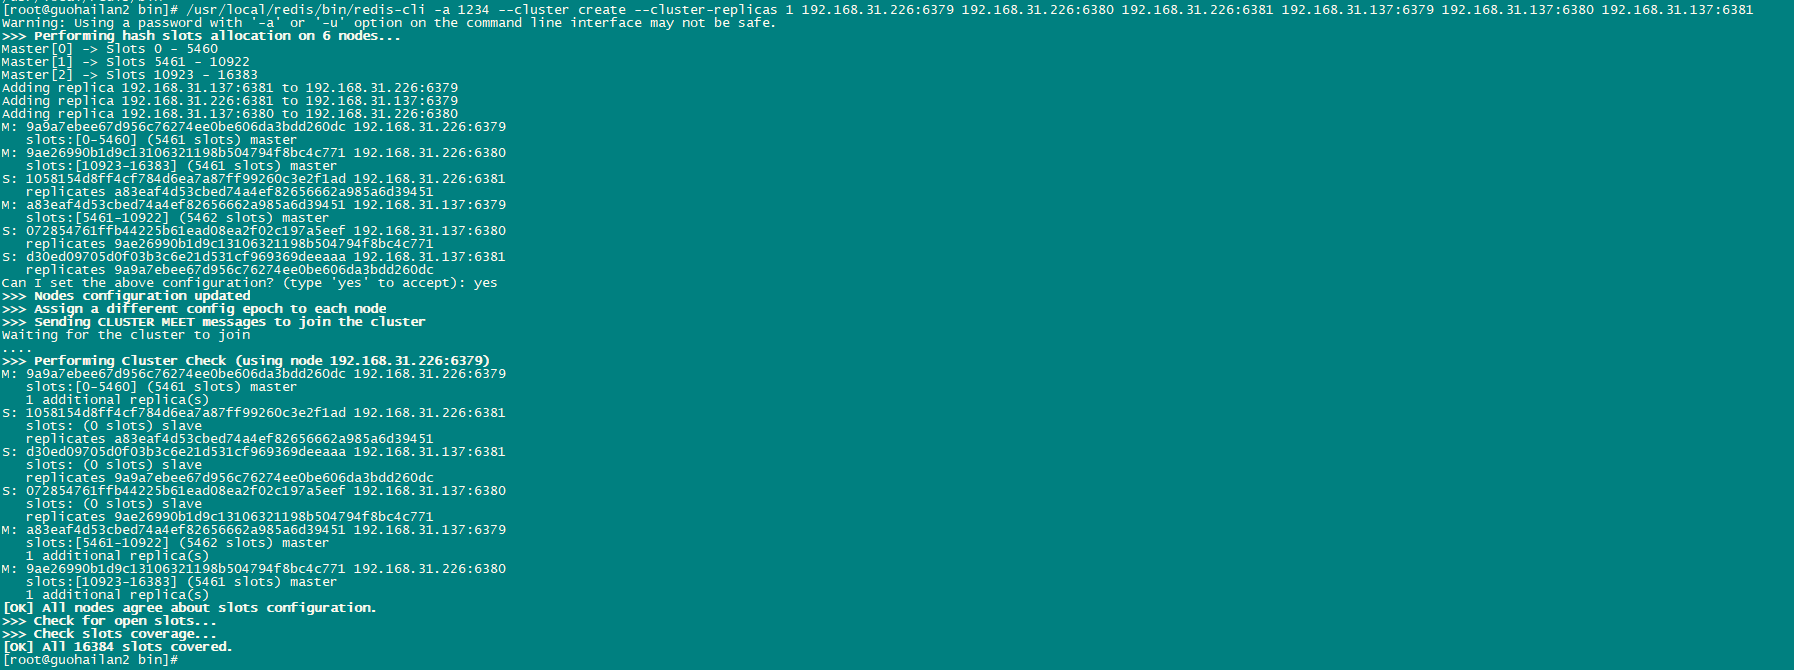 [root@guohailan2 bin]# /usr/local/redis/bin/redis-cli -a 1234 --cluster create --cluster-replicas 1 192.168.31.226:6379 192.168.31.226:6380 192.168.31.226:6381 192.168.31.137:6379 192.168.31.137:6380 192.168.31.137:6381
Warning: Using a password with '-a' or '-u' option on the command line interface may not be safe.
>>> Performing hash slots allocation on 6 nodes...
Master[0] -> Slots 0 - 5460
Master[1] -> Slots 5461 - 10922
Master[2] -> Slots 10923 - 16383
Adding replica 192.168.31.137:6381 to 192.168.31.226:6379
Adding replica 192.168.31.226:6381 to 192.168.31.137:6379
Adding replica 192.168.31.137:6380 to 192.168.31.226:6380
M: 9a9a7ebee67d956c76274ee0be606da3bdd260dc 192.168.31.226:6379
   slots:[0-5460] (5461 slots) master
M: 9ae26990b1d9c13106321198b504794f8bc4c771 192.168.31.226:6380
   slots:[10923-16383] (5461 slots) master
S: 1058154d8ff4cf784d6ea7a87ff99260c3e2f1ad 192.168.31.226:6381
   replicates a83eaf4d53cbed74a4ef82656662a985a6d39451
M: a83eaf4d53cbed74a4ef82656662a985a6d39451 192.168.31.137:6379
   slots:[5461-10922] (5462 slots) master
S: 072854761ffb44225b61ead08ea2f02c197a5eef 192.168.31.137:6380
   replicates 9ae26990b1d9c13106321198b504794f8bc4c771
S: d30ed09705d0f03b3c6e21d531cf969369deeaaa 192.168.31.137:6381
   replicates 9a9a7ebee67d956c76274ee0be606da3bdd260dc
Can I set the above configuration? (type 'yes' to accept): yes
>>> Nodes configuration updated
>>> Assign a different config epoch to each node
>>> Sending CLUSTER MEET messages to join the cluster
Waiting for the cluster to join
....
>>> Performing Cluster Check (using node 192.168.31.226:6379)
M: 9a9a7ebee67d956c76274ee0be606da3bdd260dc 192.168.31.226:6379
   slots:[0-5460] (5461 slots) master
   1 additional replica(s)
S: 1058154d8ff4cf784d6ea7a87ff99260c3e2f1ad 192.168.31.226:6381
   slots: (0 slots) slave
   replicates a83eaf4d53cbed74a4ef82656662a985a6d39451
S: d30ed09705d0f03b3c6e21d531cf969369deeaaa 192.168.31.137:6381
   slots: (0 slots) slave
   replicates 9a9a7ebee67d956c76274ee0be606da3bdd260dc
S: 072854761ffb44225b61ead08ea2f02c197a5eef 192.168.31.137:6380
   slots: (0 slots) slave
   replicates 9ae26990b1d9c13106321198b504794f8bc4c771
M: a83eaf4d53cbed74a4ef82656662a985a6d39451 192.168.31.137:6379
   slots:[5461-10922] (5462 slots) master
   1 additional replica(s)
M: 9ae26990b1d9c13106321198b504794f8bc4c771 192.168.31.226:6380
   slots:[10923-16383] (5461 slots) master
   1 additional replica(s)
[OK] All nodes agree about slots configuration.
>>> Check for open slots...
>>> Check slots coverage...
[OK] All 16384 slots covered.
[root@guohailan2 bin]#